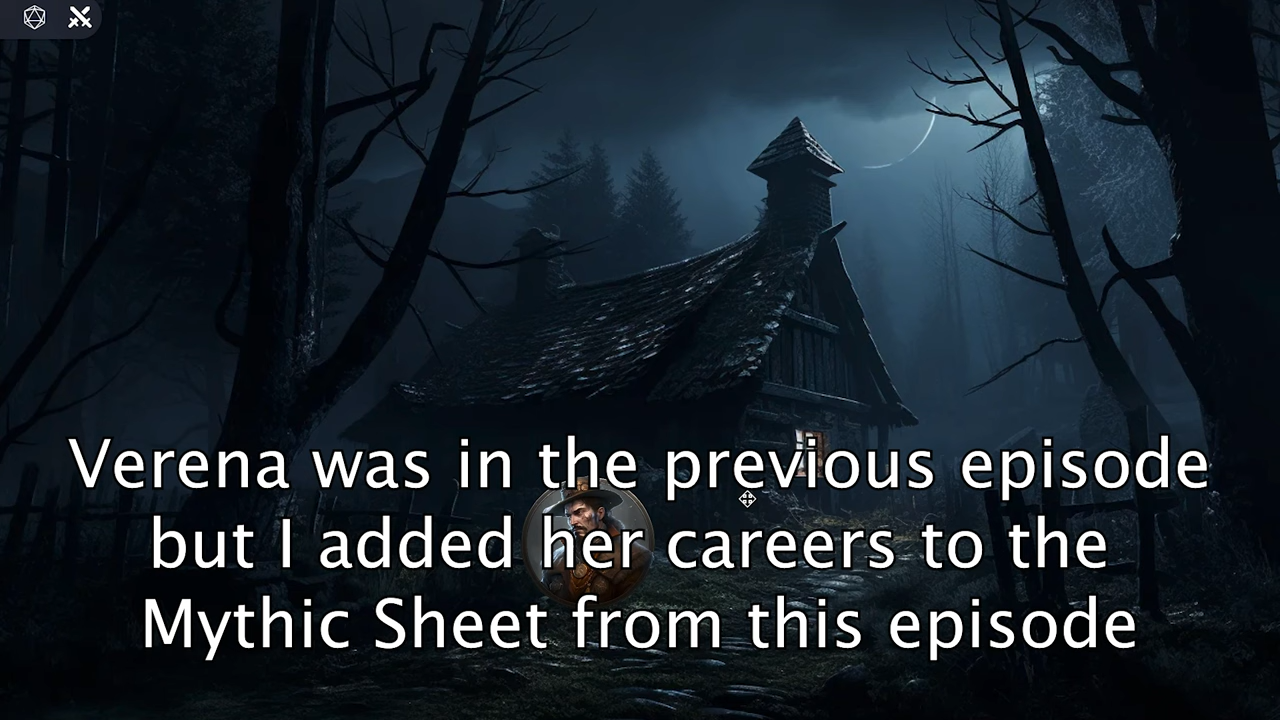 Verena was in the previous episode
but I added her careers to the
Mythic Sheet from this episode